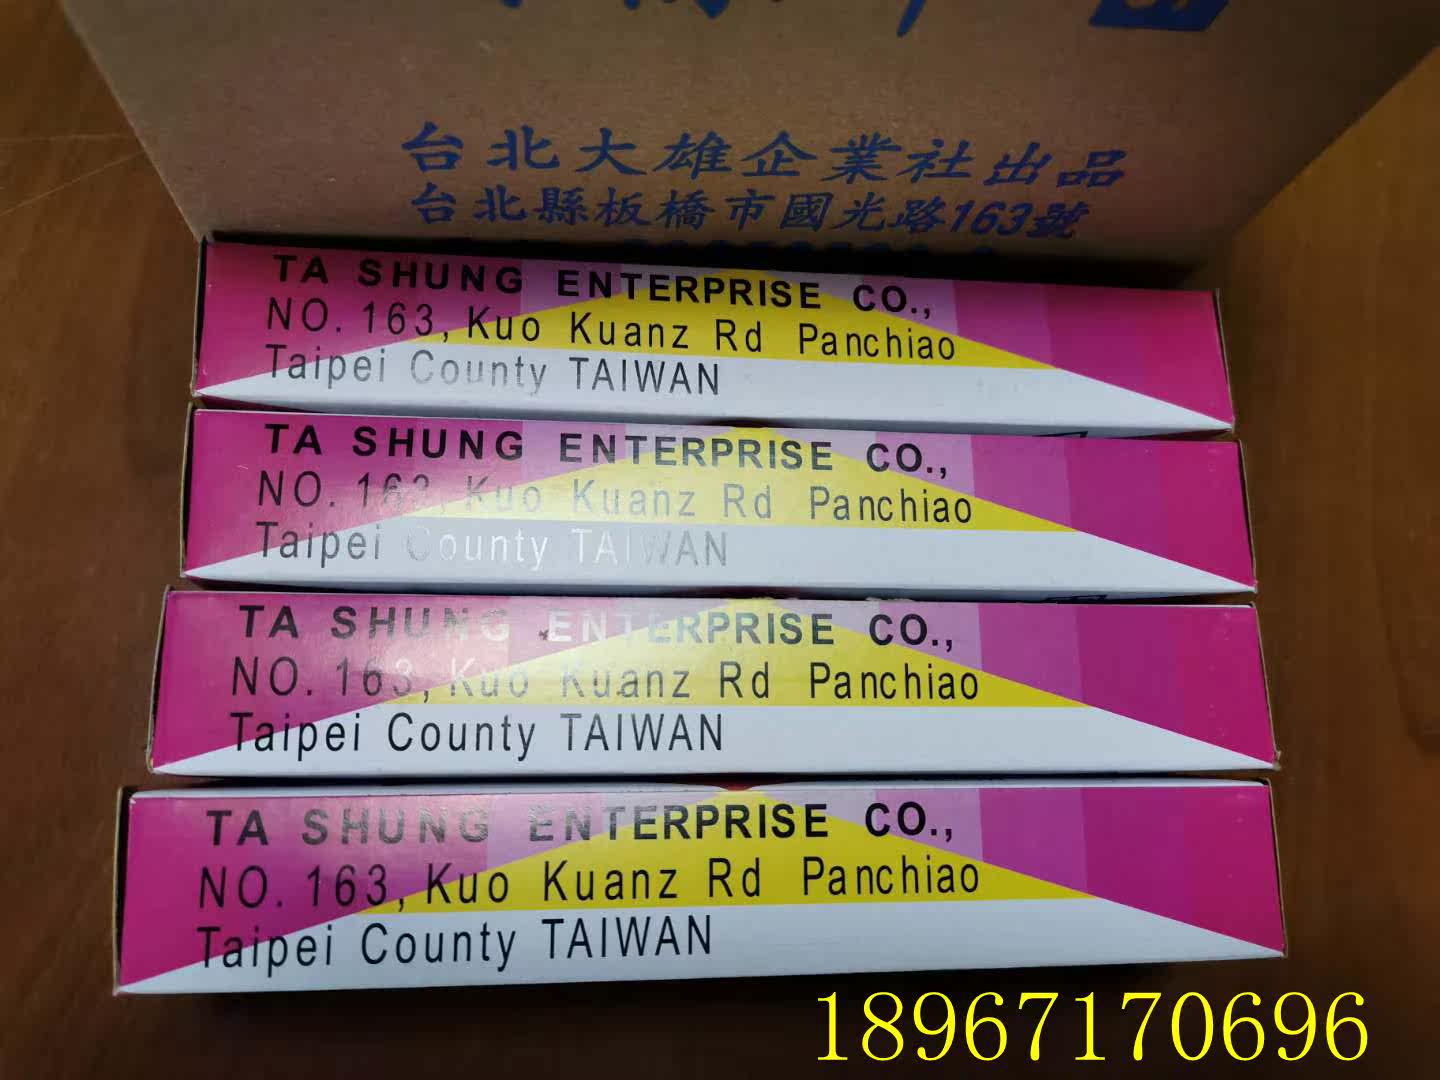 台北大雄企業社出品
台北縣板橋市國光路163號
TA SHUNG ENTERPRISE CO.,
NO. 163, Kuo Kuanz Rd Panchiao
Taipei County TAIWAN
TA SHUNG ENTERPRISE CO.,
NO. 163, Kuo Kuanz Rd Panchiao
Taipei County TAIWAN
TA SHUNG ENTERPRISE CO.,
NO. 163, Kuo Kuanz Rd Panchiao
Taipei County TAIWAN
TA SHUNG ENTERPRISE CO.,
NO. 163, Kuo Kuanz Rd Panchiao
Taipei County TAIWAN
18967170696